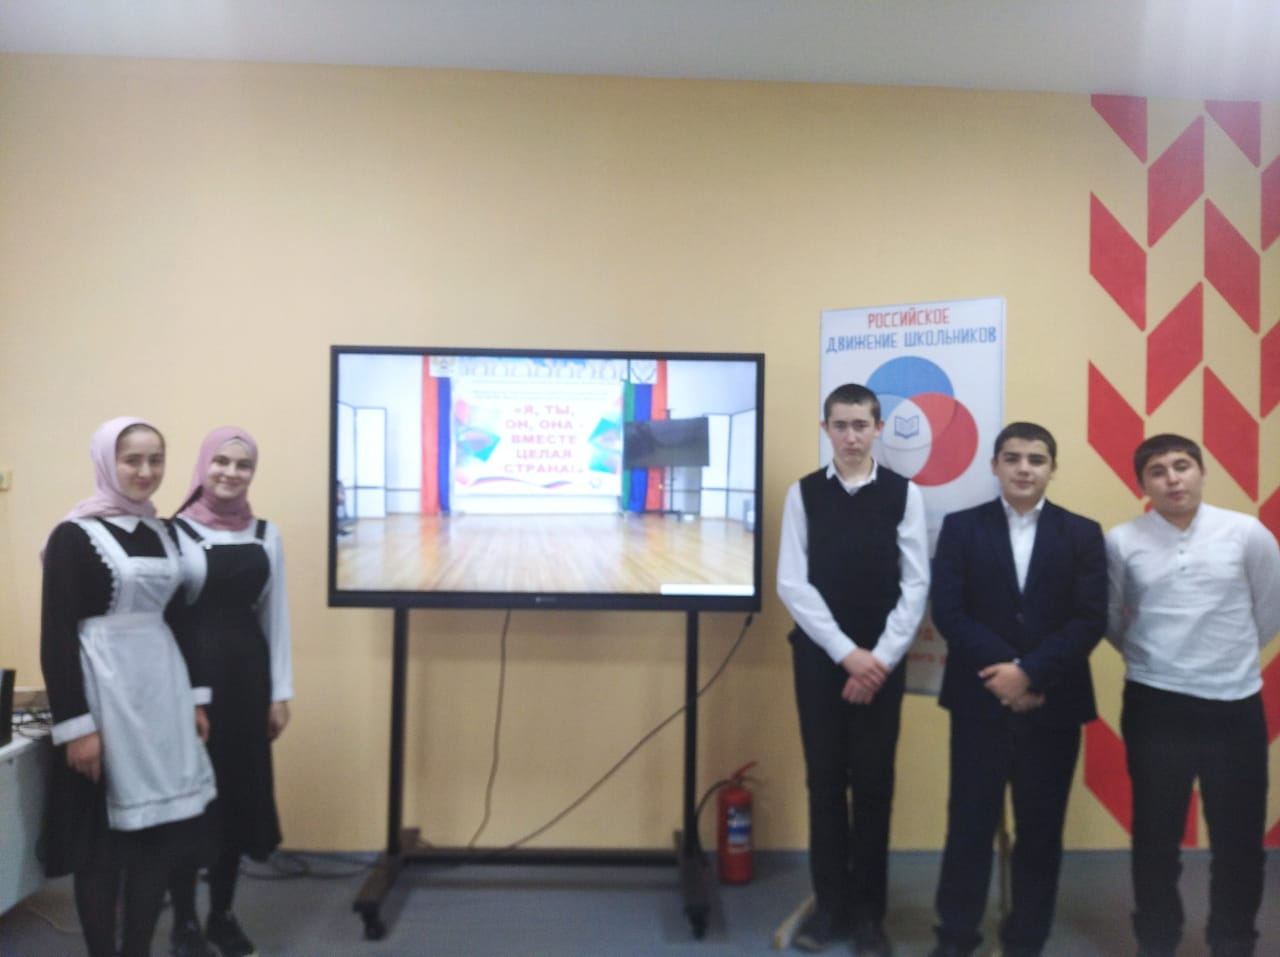 «Я, ТЫ,
ОН, ОНА -
ВМЕСТЕ
ЦЕЛАЯ
СТРАНА!»
РОССИЙСКОЕ
ДВИЖЕНИЕ ШКОЛЬНИКОВ